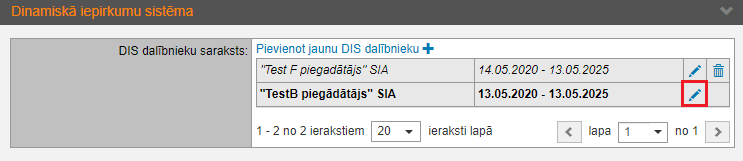 Dinamiskā iepirkumu sistēma
DIS dalībnieku saraksts: Pievienot jaunu DIS dalībnieku
"Test F piegadātājs" SIA 14.05.2020 - 13.05.2025
"TestB piegādātājs" SIA 13.05.2020 - 13.05.2025
1 - 2 no 2 ierakstiem 20 ieraksti lapā lapa 1 no 1